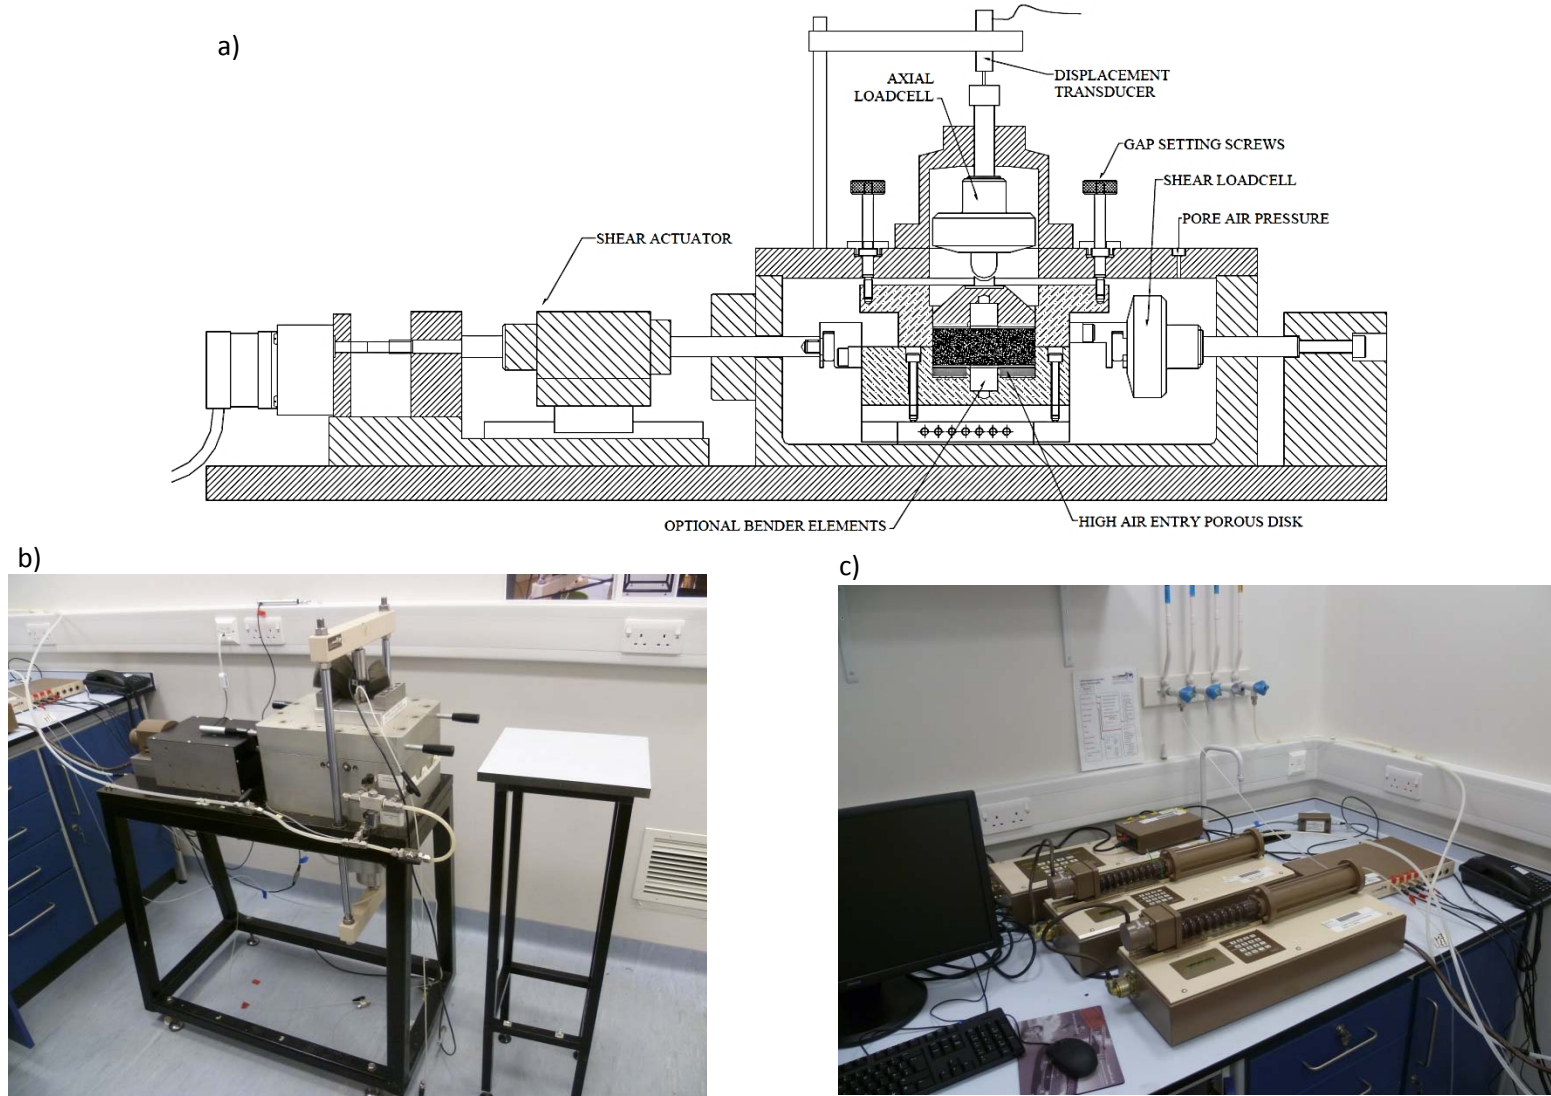 a)
DISPLACEMENT
TRANSDUCER
AXIAL
LOADCELL
GAP SETTING SCREWS
SHEAR LOADCELL
PORE AIR PRESSURE
SHEAR ACTUATOR
OPTIONAL BENDER ELEMENTS
HIGH AIR ENTRY POROUS DISK
b)
c)